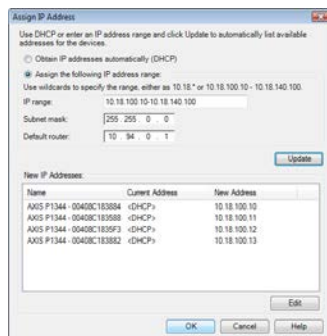 Assign IP Address
Use DHCP or enter an IP address range and click Update to automatically list available
addresses for the devices.
Obtain IP addresses automatically (DHCP)
Assign the following IP address range:
Use wildcards to specify the range, either as 10.18.* or 10.18.100.10 - 10.18.140.100.
IP range: 10.18.100.10-10.18.140.100
Subnet mask: 255 . 255 . 0 . 0
Default router: 10 . 94 . 0 . 1
Update
New IP Addresses:
Name Current Address New Address
AXIS P1344 - 00408C183884 <DHCP> 10.18.100.10
AXIS P1344 - 00408C183588 <DHCP> 10.18.100.11
AXIS P1344 - 00408C1835F3 <DHCP> 10.18.100.12
AXIS P1344 - 00408C183882 <DHCP> 10.18.100.13
Edit
OK Cancel Help